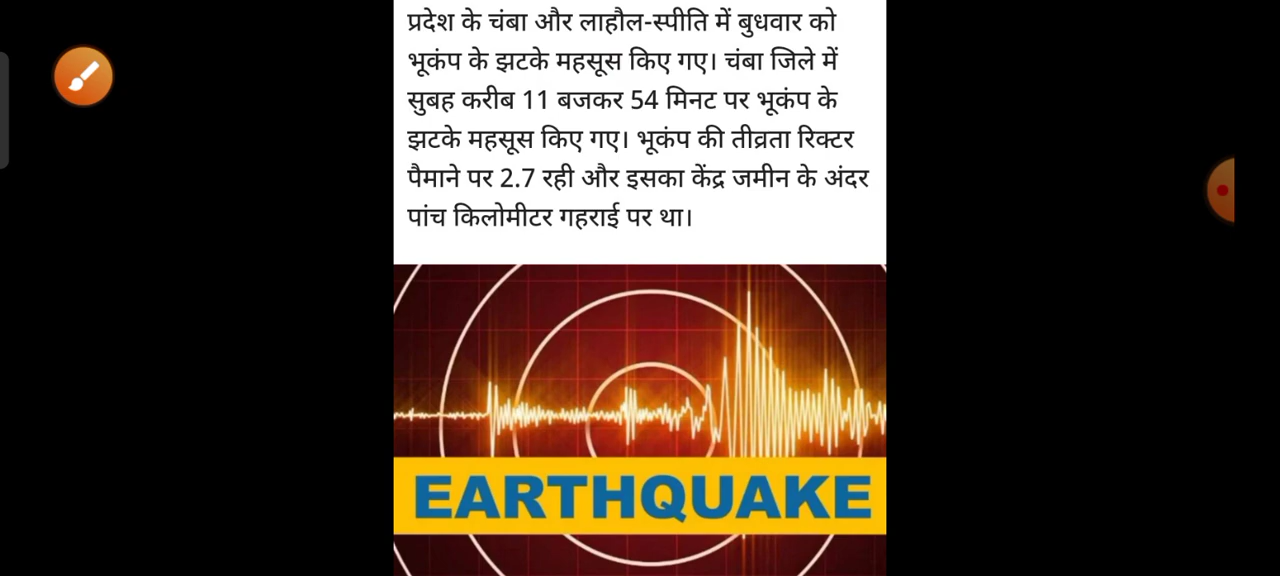 प्रदेश के चंबा और लाहौल-स्पीति में बुधवार को
भूकंप के झटके महसूस किए गए। चंबा जिले में
सुबह करीब 11 बजकर 54 मिनट पर भूकंप के
झटके महसूस किए गए। भूकंप की तीव्रता रिक्टर
पैमाने पर 2.7 रही और इसका केंद्र जमीन के अंदर
पांच किलोमीटर गहराई पर था।
EARTHQUAKE